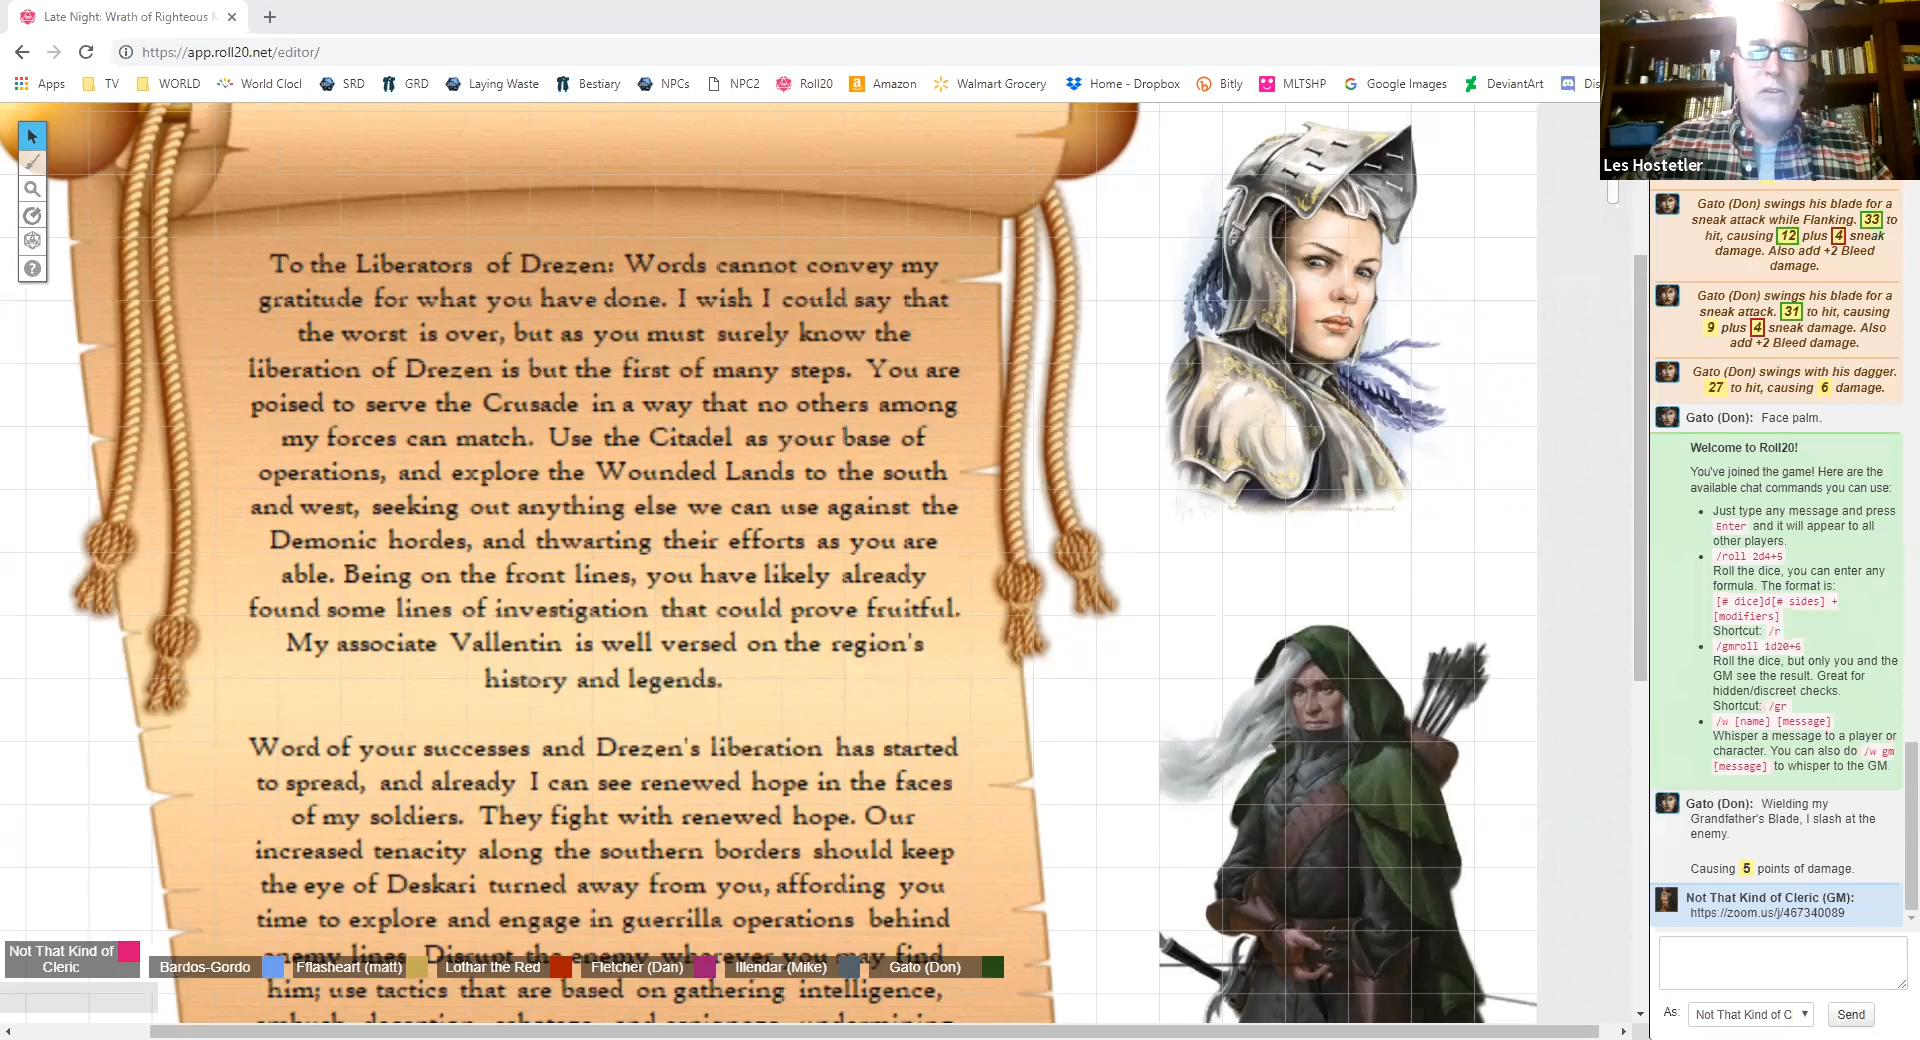 Late Night: Wrath of Righteous
https://app.roll20.net/editor/
Apps TV WORLD World Clocl SRD GRD Laying Waste Bestiary NPCs NPC2 Roll20 Amazon Walmart Grocery Home - Dropbox Bitly MLTSHP Google Images DeviantArt Dis
Les Hostetler
To the Liberators of Drezen: Words cannot convey my
gratitude for what you have done. I wish I could say that
the worst is over, but as you must surely know the
liberation of Drezen is but the first of many steps. You are
poised to serve the Crusade in a way that no others among
my forces can match. Use the Citadel as your base of
operations, and explore the Wounded Lands to the south
and west, seeking out anything else we can use against the
Demonic hordes, and thwarting their efforts as you are
able. Being on the front lines, you have likely already
found some lines of investigation that could prove fruitful.
My associate Vallentin is well versed on the region's
history and legends.
Word of your successes and Drezen's liberation has started
to spread, and already I can see renewed hope in the faces
of my soldiers. They fight with renewed hope. Our
increased tenacity along the southern borders should keep
the eye of Deskari turned away from you, affording you
time to explore and engage in guerrilla operations behind
enemy lines. Disrupt the enemy wherever you may find
him; use tactics that are based on gathering intelligence,
ambush, deception, sabotage, and espionage, undermining
Not That Kind of
Cleric
Bardos-Gordo
Fflasheart (matt)
Lothar the Red
Fletcher (Dan)
Illendar (Mike)
Gato (Don)
Gato (Don) swings his blade for a
sneak attack while Flanking. 33 to
hit, causing 12 plus 4 sneak
damage. Also add +2 Bleed
damage.
Gato (Don) swings his blade for a
sneak attack. 31 to hit, causing
9 plus 4 sneak damage. Also
add +2 Bleed damage.
Gato (Don) swings with his dagger.
27 to hit, causing 6 damage.
Gato (Don): Face palm.
Welcome to Roll20!
You've joined the game! Here are the
available chat commands you can use:
Just type any message and press
Enter and it will appear to all
other players.
/roll 2d4+5
Roll the dice, you can enter any
formula. The format is:
[# dice]d[# sides] +
[modifiers]
Shortcut: /r
/gmroll 1d20+6
Roll the dice, but only you and the
GM see the result. Great for
hidden/discreet checks.
Shortcut: /gr
/w [name] [message]
Whisper a message to a player or
character. You can also do /w gm
[message] to whisper to the GM.
Gato (Don): Wielding my
Grandfather's Blade, I slash at the
enemy.
Causing 5 points of damage.
Not That Kind of Cleric (GM):
https://zoom.us/j/467340089
As: Not That Kind of C Send